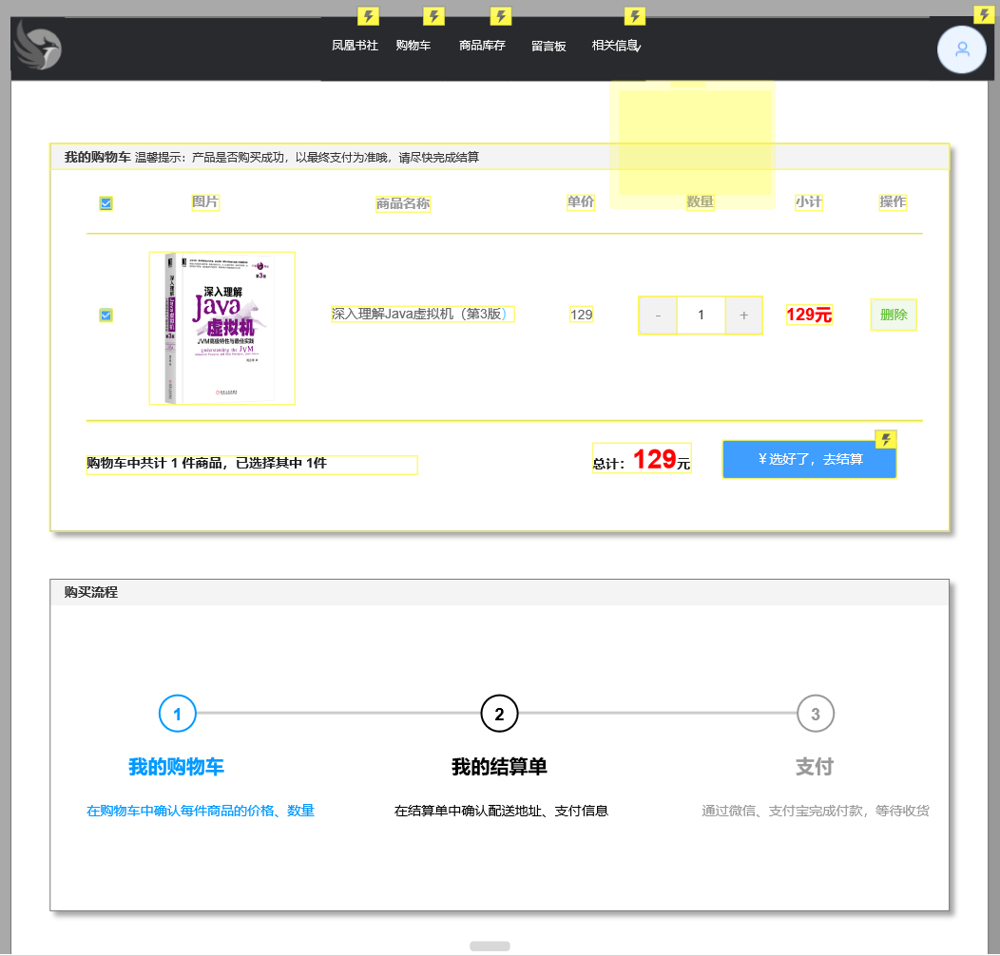 凤凰书社 购物车 商品库存 留言板 相关信息
我的购物车 温馨提示：产品是否购买成功，以最终支付为准哦，请尽快完成结算
图片 商品名称 单价 数量 小计 操作
第3版
深入理解
Java
虚拟机
JVM高级特性与最佳实践
understanding the JVM
深入理解Java虚拟机（第3版） 129 - 1 + 129元 删除
购物车中共计 1 件商品，已选择其中 1件 总计：129元 ¥选好了，去结算
购买流程
1 2 3
我的购物车 我的结算单 支付
在购物车中确认每件商品的价格、数量 在结算单中确认配送地址、支付信息 通过微信、支付宝完成付款，等待收货